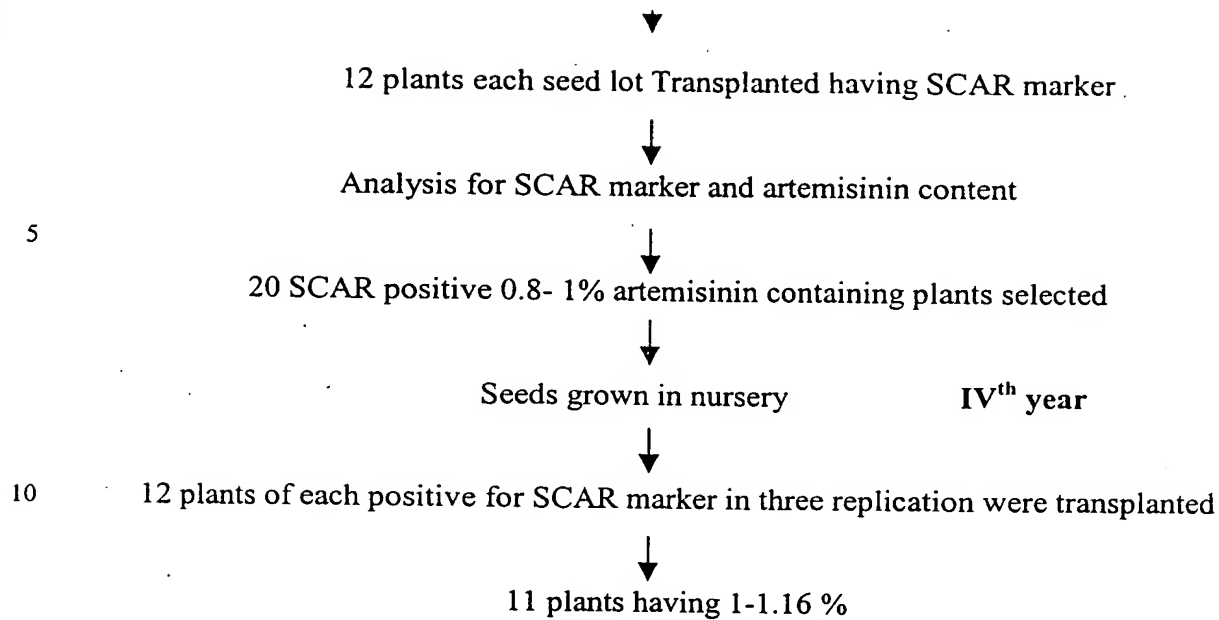 12 plants each seed lot Transplanted having SCAR marker
Analysis for SCAR marker and artemisinin content
5
20 SCAR positive 0.8- 1% artemisinin containing plants selected
Seeds grown in nursery IVth year
10 12 plants of each positive for SCAR marker in three replication were transplanted
11 plants having 1-1.16 %